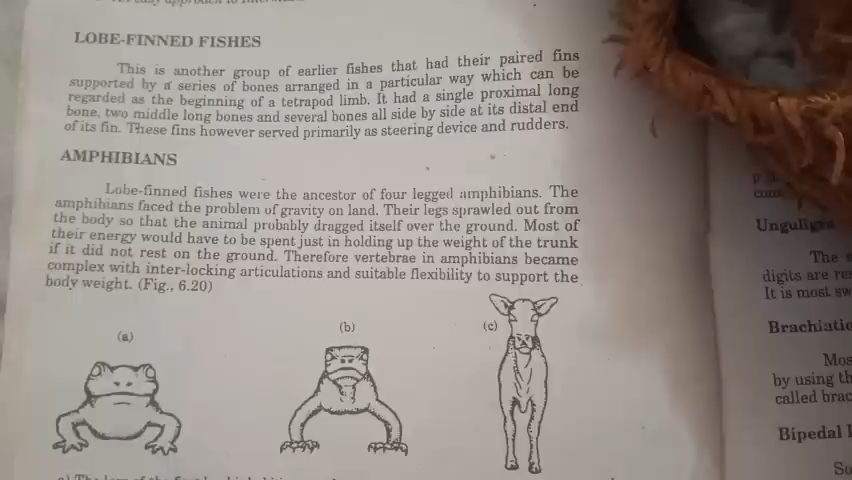 LOBE-FINNED FISHES
This is another group of earlier fishes that had their paired fins
supported by a series of bones arranged in a particular way which can be
regarded as the beginning of a tetrapod limb. It had a single proximal long
bone, two middle long bones and several bones all side by side at its distal end
of its fin. These fins however served primarily as steering device and rudders.
AMPHIBIANS
Lobe-finned fishes were the ancestor of four legged amphibians. The
amphibians faced the problem of gravity on land. Their legs sprawled out from
the body so that the animal probably dragged itself over the ground. Most of
their energy would have to be spent just in holding up the weight of the trunk
if it did not rest on the ground. Therefore vertebrae in amphibians became
complex with inter-locking articulations and suitable flexibility to support the
body weight. (Fig., 6.20)
(a)
(b)
(c)
Unguligra
The
digits are
It is most
Brachiatio
by using
called
Bipedal
So